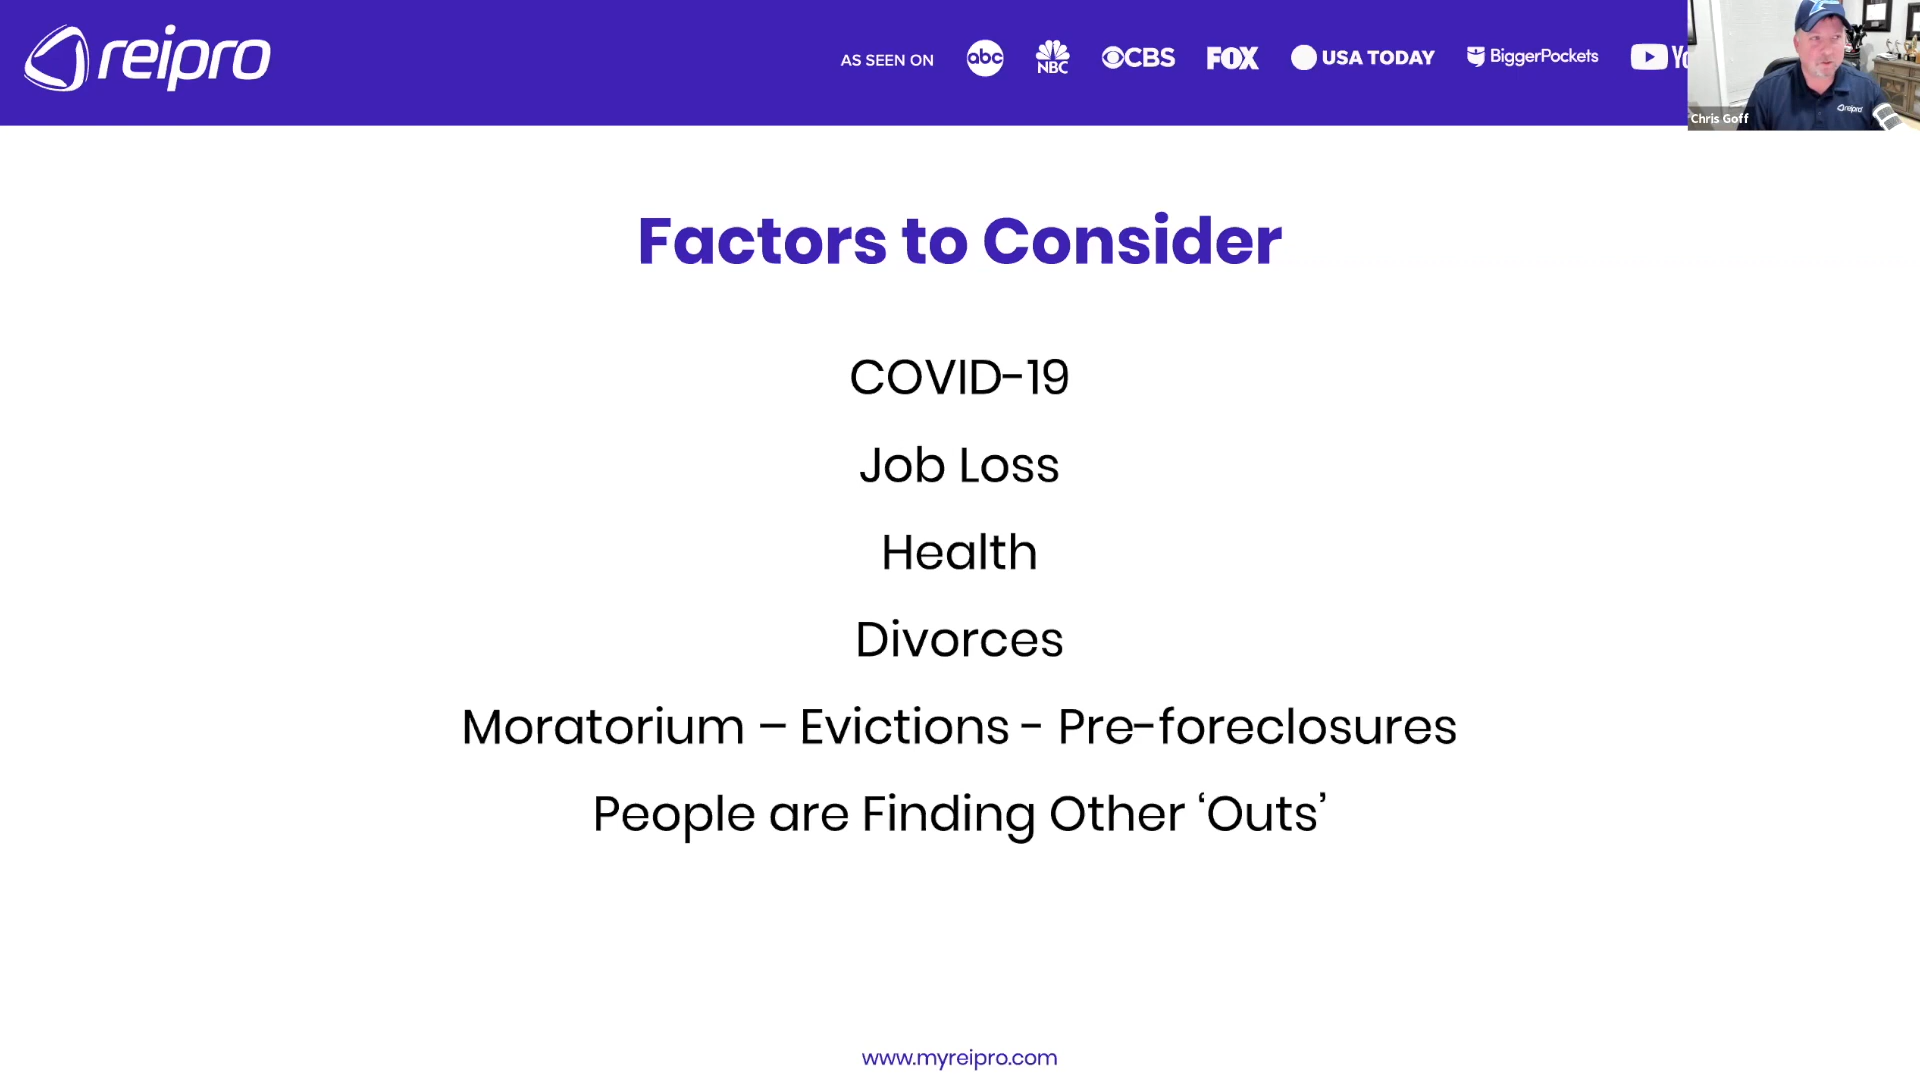 reipro
AS SEEN ON abc NBC CBS FOX USA TODAY BiggerPockets
reipro
Chris Goff
Factors to Consider
COVID-19
Job Loss
Health
Divorces
Moratorium – Evictions - Pre-foreclosures
People are Finding Other ‘Outs’
www.myreipro.com